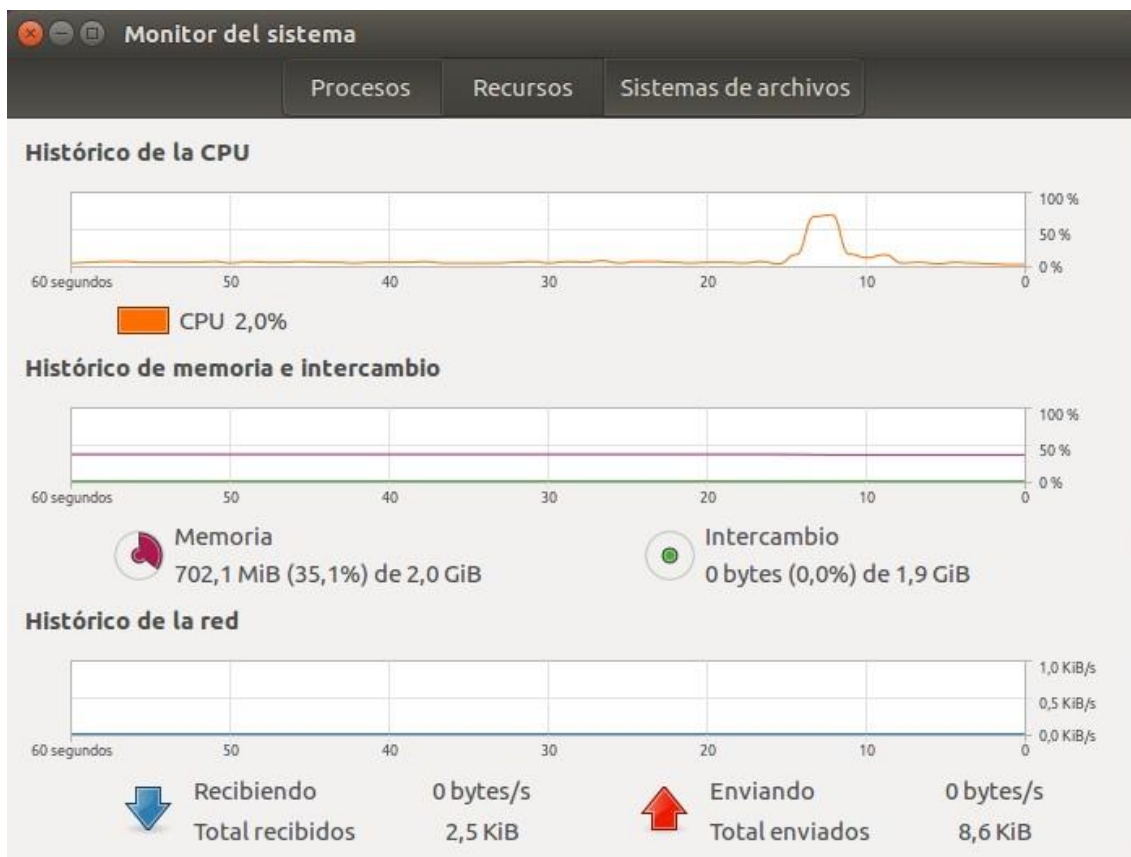 Monitor del sistema
Procesos Recursos Sistemas de archivos
Histórico de la CPU
100 %
50 %
0 %
60 segundos 50 40 30 20 10 0
CPU 2,0%
Histórico de memoria e intercambio
100 %
50 %
0 %
60 segundos 50 40 30 20 10 0
Memoria Intercambio
702,1 MiB (35,1%) de 2,0 GiB 0 bytes (0,0%) de 1,9 GiB
Histórico de la red
1,0 KiB/s
0,5 KiB/s
0,0 KiB/s
60 segundos 50 40 30 20 10 0
Recibiendo 0 bytes/s Enviando 0 bytes/s
Total recibidos 2,5 KiB Total enviados 8,6 KiB